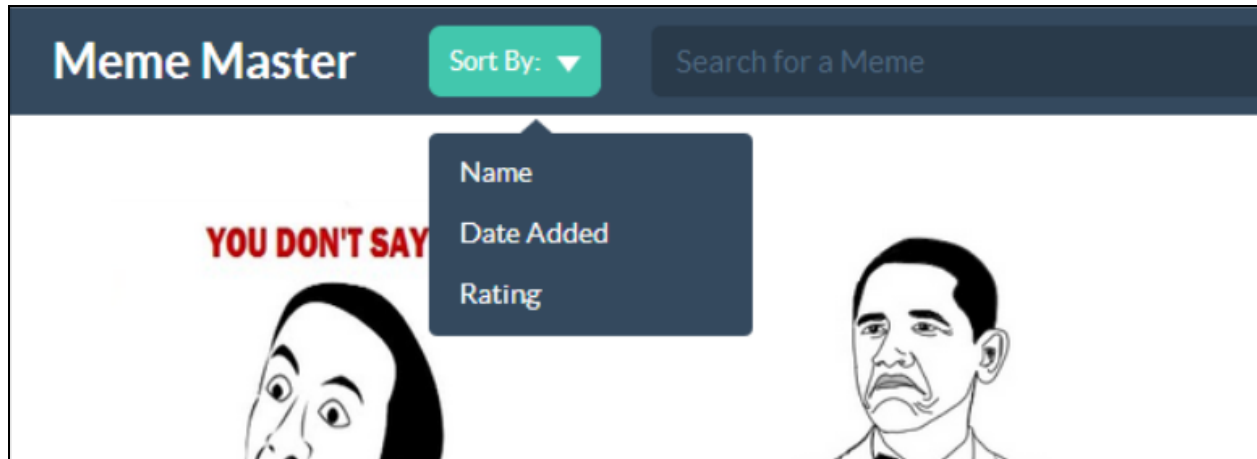 Meme Master
Sort By:
Search for a Meme
Name
Date Added
Rating
YOU DON'T SAY